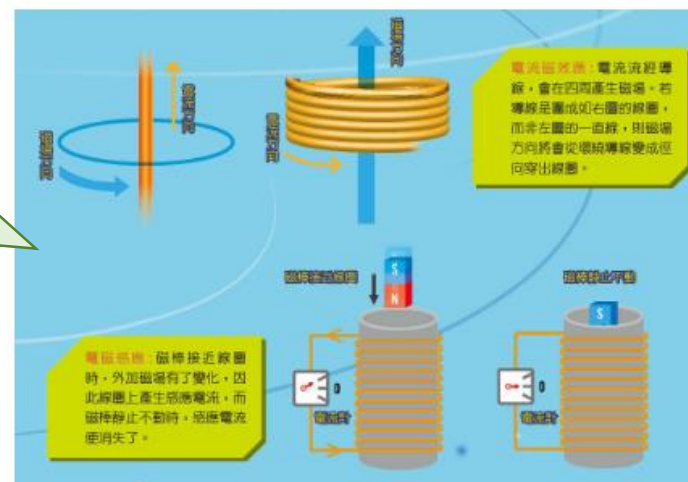 磁場方向
電流方向
磁場方向
電流方向
電流磁效應：電流流經導
線，會在四周產生磁場。若
導線是圍成如右圖的線圈，
而非左圖的一直線，則磁場
方向將會從環繞導線變成徑
向穿出線圈。
磁棒靠近線圈
磁棒靜止不動
S
N
S
電磁感應：磁棒接近線圈
時，外加磁場有了變化，因
此線圈上產生感應電流，而
磁棒靜止不動時，感應電流
便消失了。
0
電流計
0
電流計